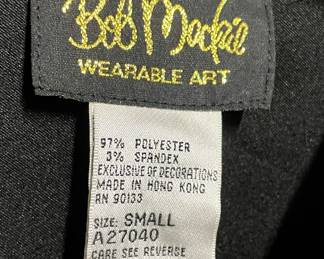 Bob Mackie
WEARABLE ART
97% POLYESTER
3% SPANDEX
EXCLUSIVE OF DECORATIONS
MADE IN HONG KONG
RN 90133
SIZE: SMALL
A27040
CARE SEE REVERSE